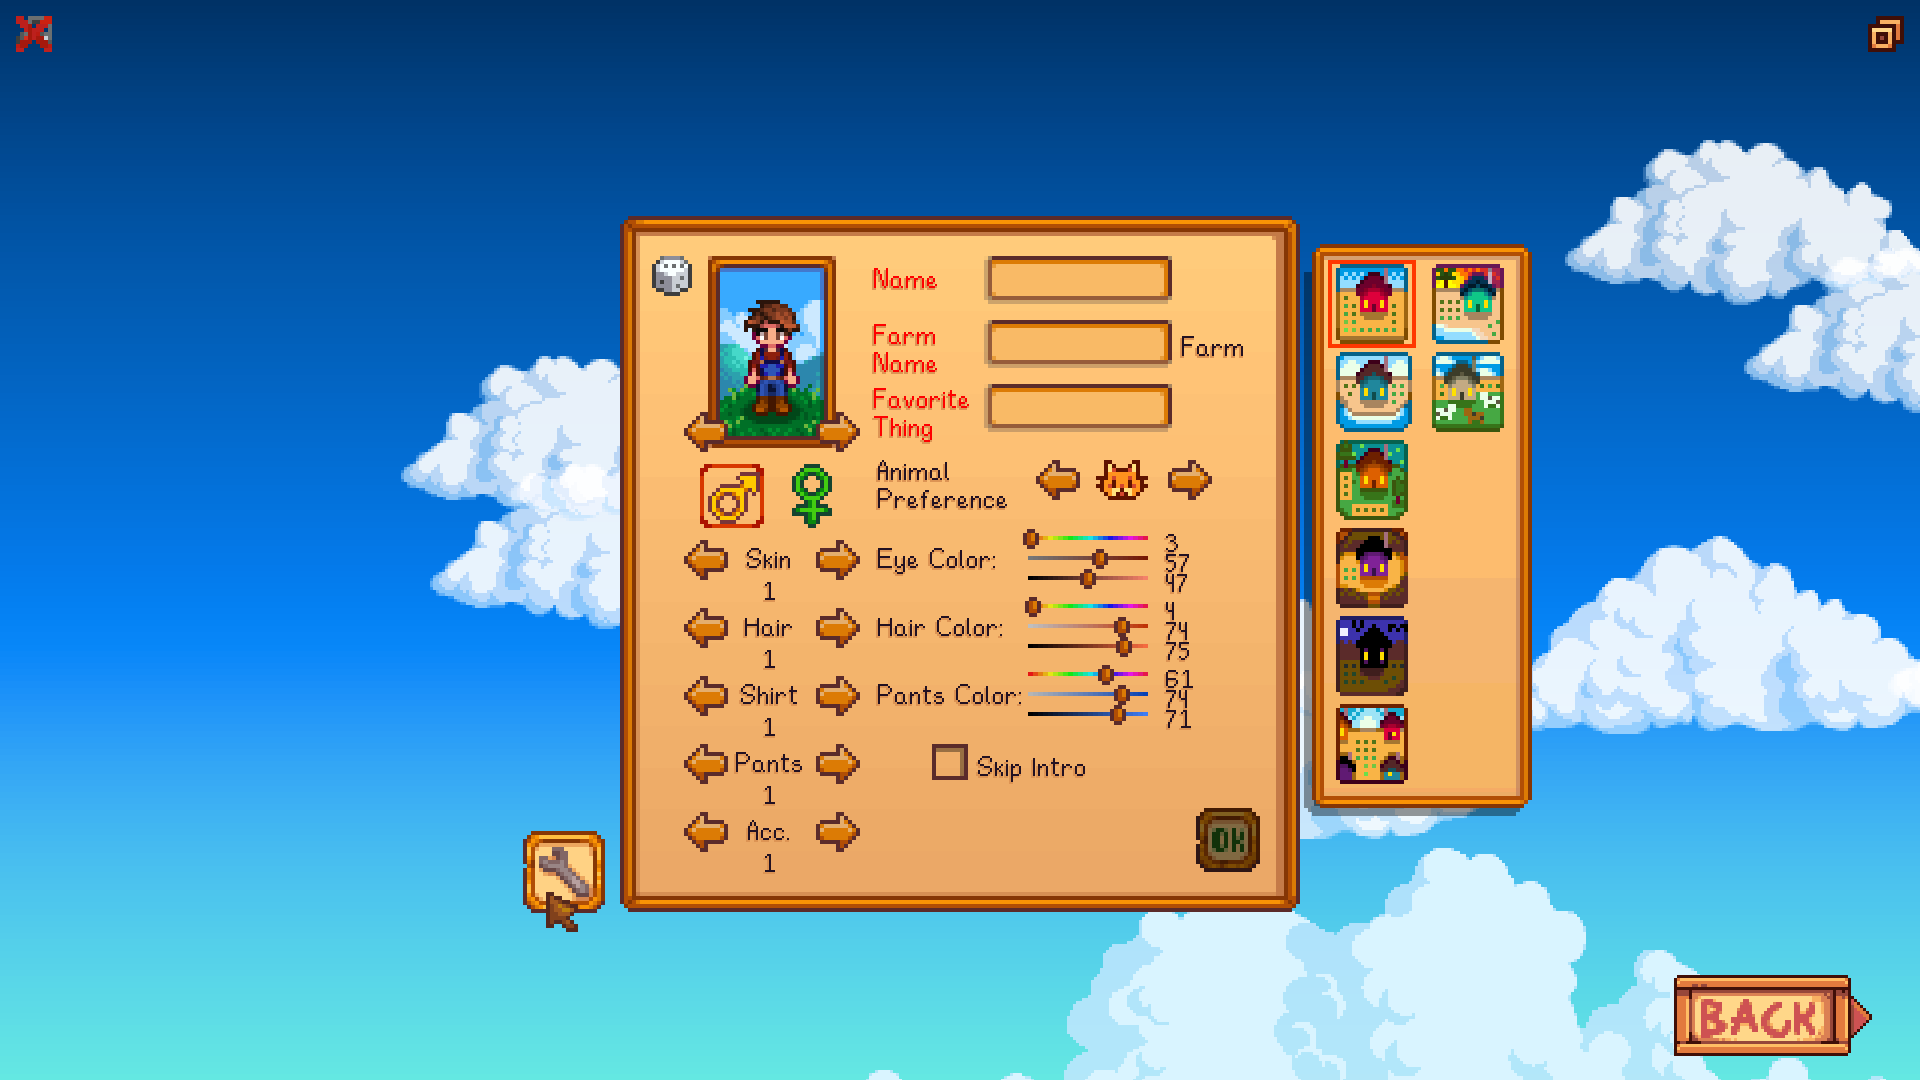 Name
Farm
Name
Farm
Favorite
Thing
Animal
Preference
Skin
1
Eye Color:
3
57
47
Hair
1
Hair Color:
4
74
75
Shirt
1
Pants Color:
61
74
71
Pants
1
Skip Intro
Acc.
1
OK
BACK